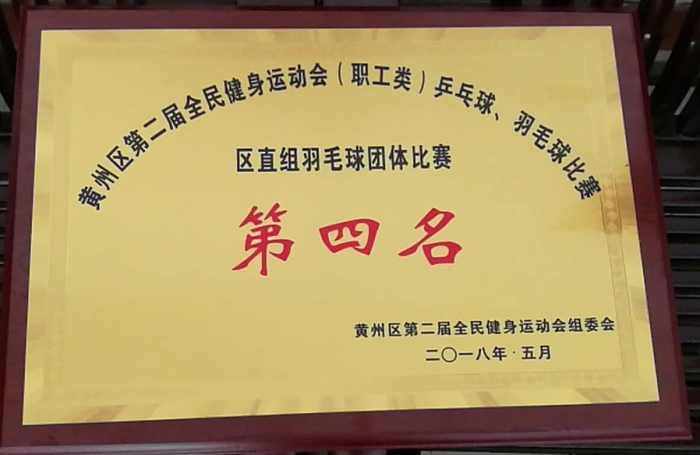 黄州区第二届全民健身运动会（职工类）乒乓球、羽毛球比赛
区直组羽毛球团体比赛
第四名
黄州区第二届全民健身运动会组委会
二〇一八年·五月